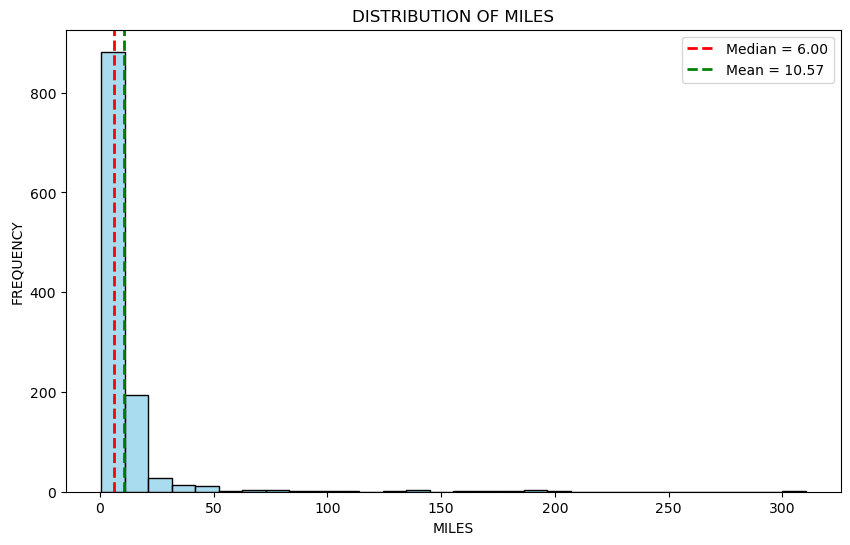 DISTRIBUTION OF MILES
Median = 6.00
Mean = 10.57
FREQUENCY
800
600
400
200
0
0 50 100 150 200 250 300
MILES